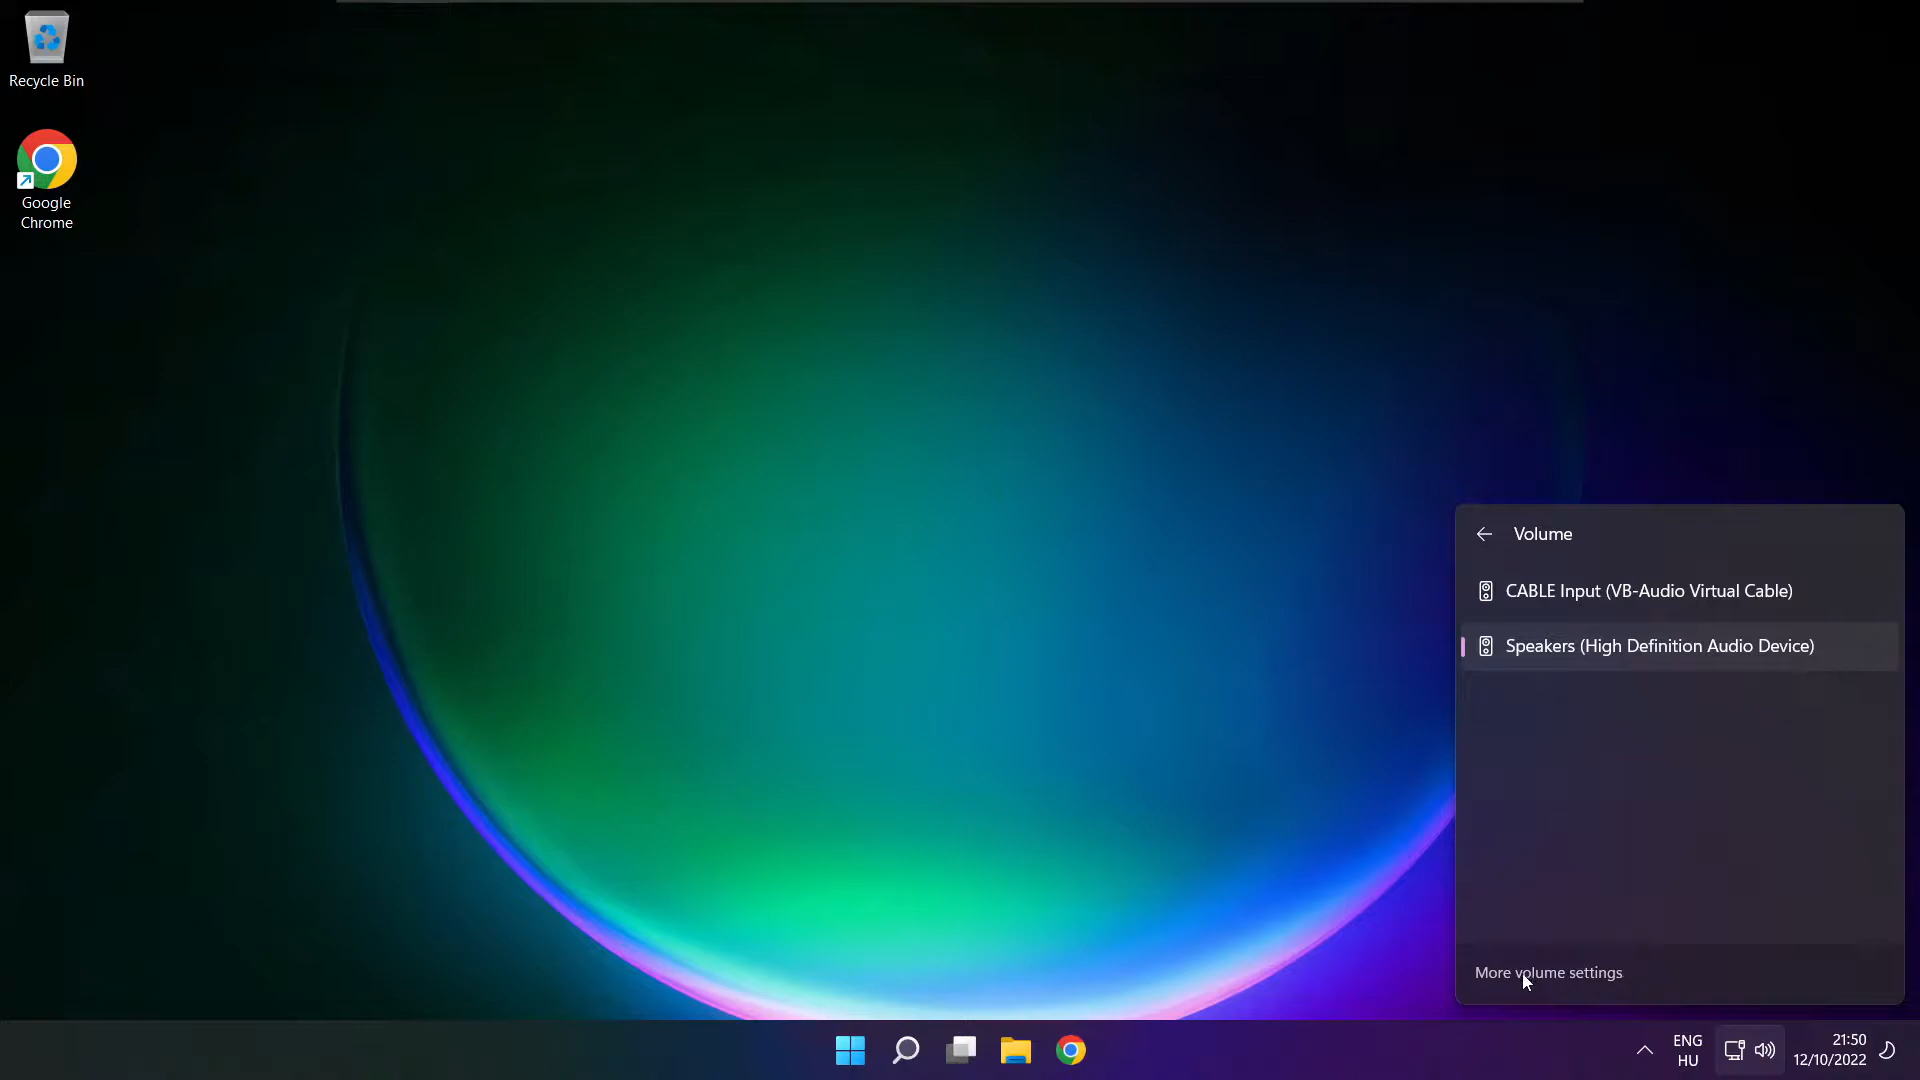 Recycle Bin
Google
Chrome
Volume
CABLE Input (VB-Audio Virtual Cable)
Speakers (High Definition Audio Device)
More volume settings
ENG
HU
21:50
12/10/2022